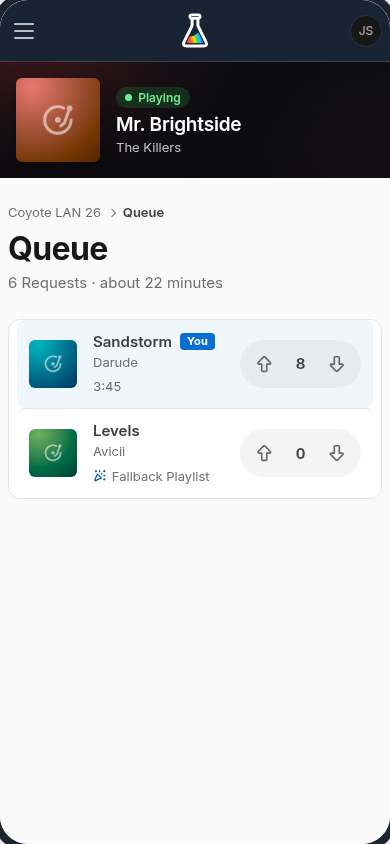 JS
Playing
Mr. Brightside
The Killers
Coyote LAN 26 > Queue
Queue
6 Requests · about 22 minutes
Sandstorm You
Darude
3:45
8
Levels
Avicii
Fallback Playlist
0